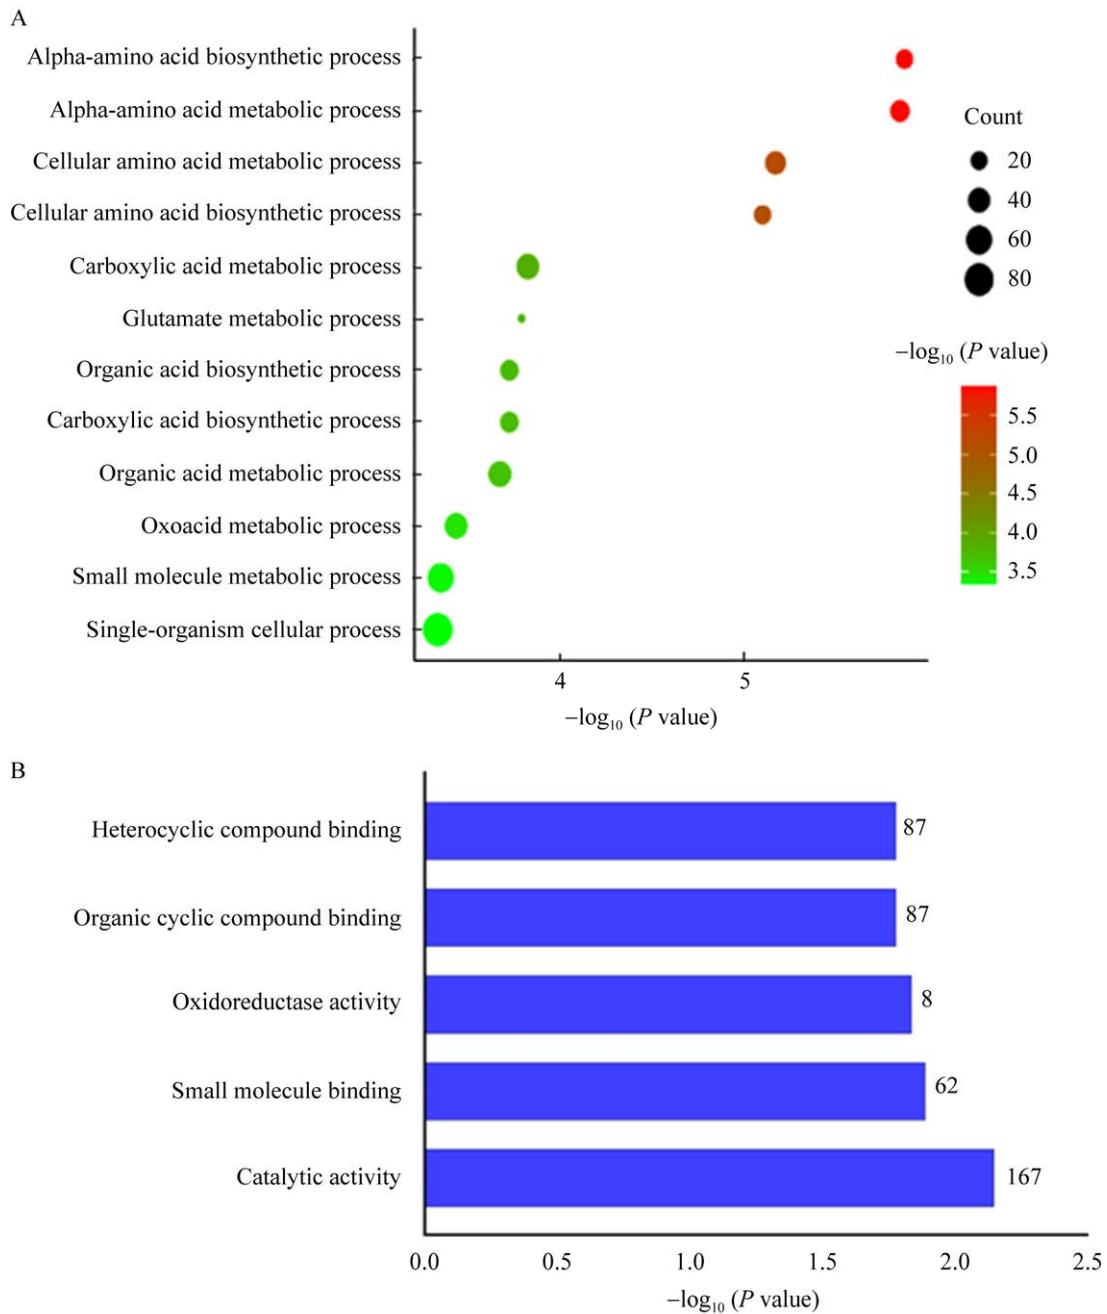 A
Alpha-amino acid biosynthetic process
Alpha-amino acid metabolic process
Cellular amino acid metabolic process
Cellular amino acid biosynthetic process
Carboxylic acid metabolic process
Glutamate metabolic process
Organic acid biosynthetic process
Carboxylic acid biosynthetic process
Organic acid metabolic process
Oxoacid metabolic process
Small molecule metabolic process
Single-organism cellular process
4 5
−log₁₀ (P value)
Count
20
40
60
80
−log₁₀ (P value)
5.5
5.0
4.5
4.0
3.5
B
Heterocyclic compound binding 87
Organic cyclic compound binding 87
Oxidoreductase activity 8
Small molecule binding 62
Catalytic activity 167
0.0 0.5 1.0 1.5 2.0 2.5
−log₁₀ (P value)